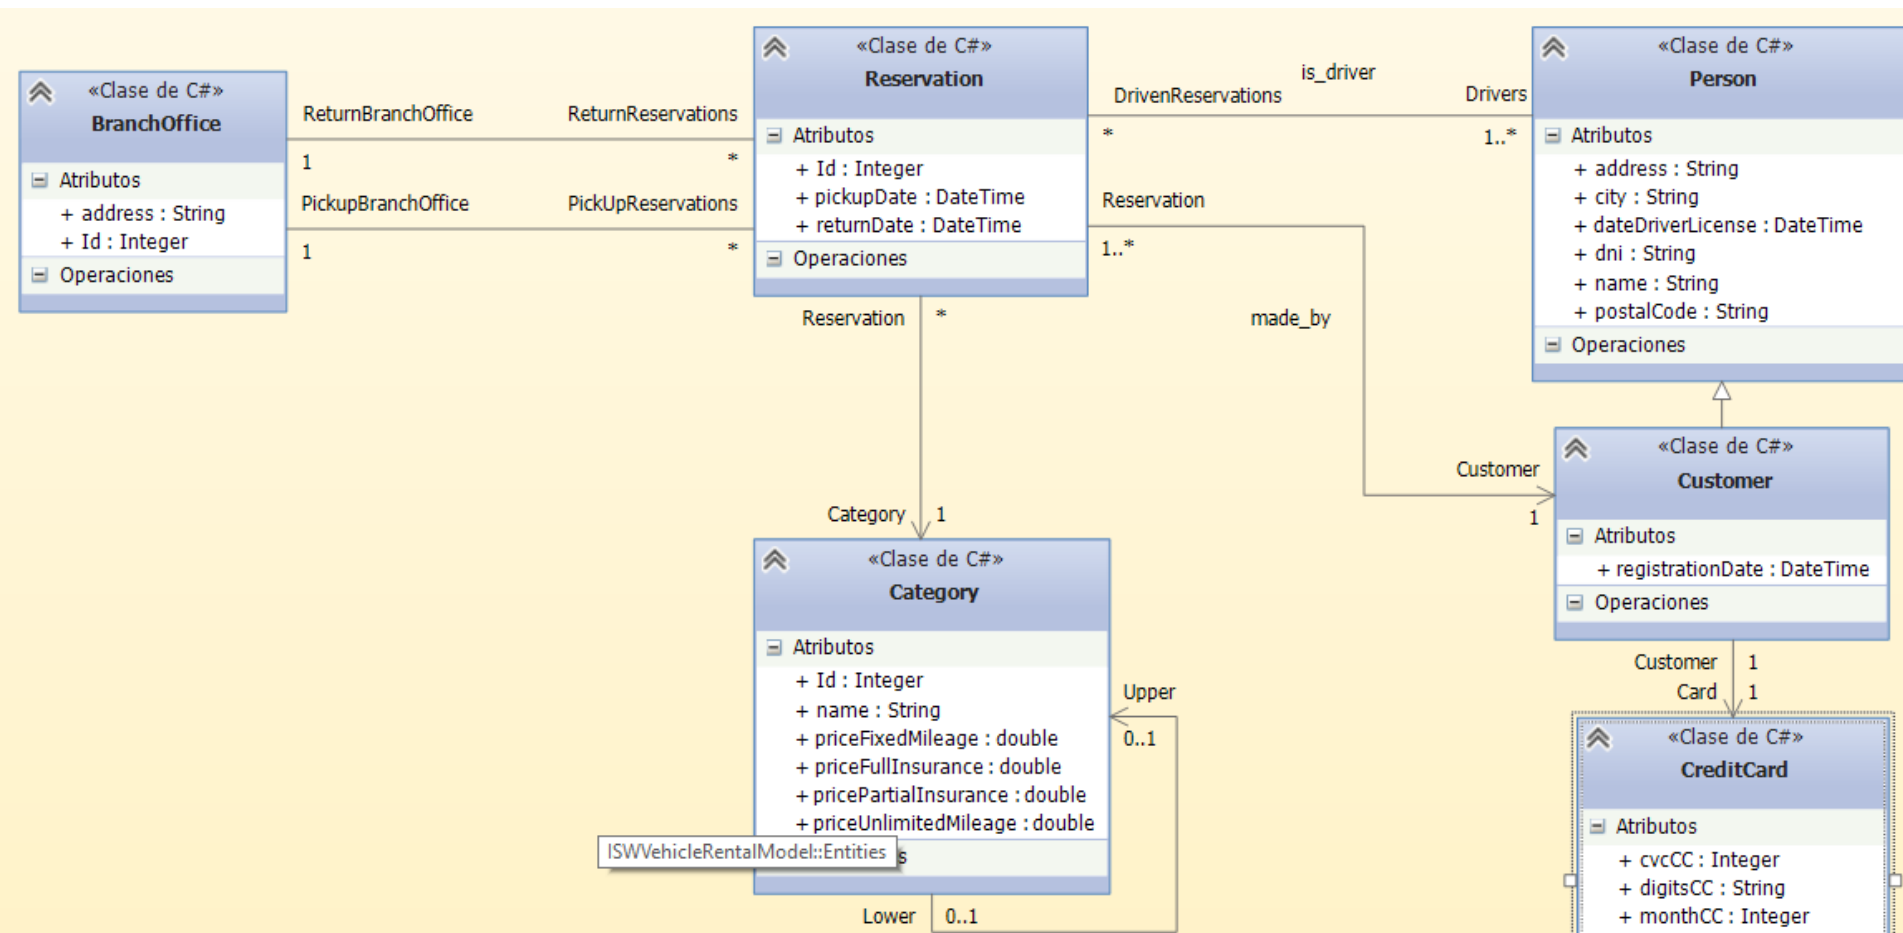 «Clase de C#»
BranchOffice
Atributos
+ address : String
+ Id : Integer
Operaciones
ReturnBranchOffice
ReturnReservations
1
*
PickupBranchOffice
PickUpReservations
1
*
«Clase de C#»
Reservation
Atributos
+ Id : Integer
+ pickupDate : DateTime
+ returnDate : DateTime
Operaciones
is_driver
DrivenReservations
Drivers
*
1..*
Reservation
1..*
made_by
Customer
1
«Clase de C#»
Person
Atributos
+ address : String
+ city : String
+ dateDriverLicense : DateTime
+ dni : String
+ name : String
+ postalCode : String
Operaciones
Reservation
*
Category
1
«Clase de C#»
Category
Atributos
+ Id : Integer
+ name : String
+ priceFixedMileage : double
+ priceFullInsurance : double
+ pricePartialInsurance : double
+ priceUnlimitedMileage : double
ISWVehicleRentalModel::Entities
s
Upper
0..1
Lower
0..1
«Clase de C#»
Customer
Atributos
+ registrationDate : DateTime
Operaciones
Customer
1
Card
1
«Clase de C#»
CreditCard
Atributos
+ cvcCC : Integer
+ digitsCC : String
+ monthCC : Integer